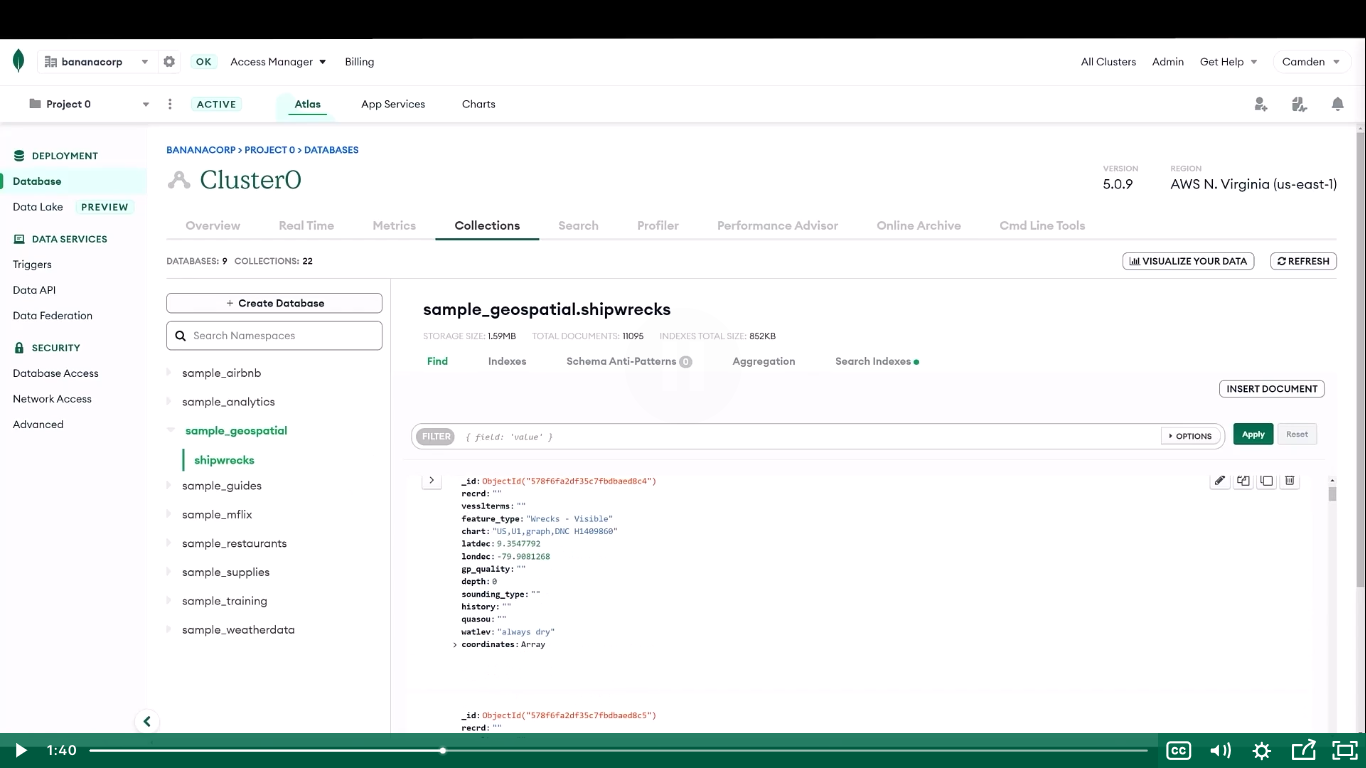 bananacorp OK Access Manager Billing All Clusters Admin Get Help Camden
Project 0 ACTIVE Atlas App Services Charts
DEPLOYMENT
Database
Data Lake PREVIEW
DATA SERVICES
Triggers
Data API
Data Federation
SECURITY
Database Access
Network Access
Advanced
BANANACORP > PROJECT 0 > DATABASES
Cluster0
VERSION
5.0.9
REGION
AWS N. Virginia (us-east-1)
Overview Real Time Metrics Collections Search Profiler Performance Advisor Online Archive Cmd Line Tools
DATABASES: 9 COLLECTIONS: 22 VISUALIZE YOUR DATA REFRESH
+ Create Database
Search Namespaces
sample_airbnb
sample_analytics
sample_geospatial
shipwrecks
sample_guides
sample_mflix
sample_restaurants
sample_supplies
sample_training
sample_weatherdata
sample_geospatial.shipwrecks
STORAGE SIZE: 1.59MB TOTAL DOCUMENTS: 11095 INDEXES TOTAL SIZE: 852KB
Find Indexes Schema Anti-Patterns 0 Aggregation Search Indexes
INSERT DOCUMENT
FILTER { field: 'value' } OPTIONS Apply Reset
_id: ObjectId("578f6fa2df35c7fbdbaed8c4")
recrd: ""
vesslterms: ""
feature_type: "Wrecks - Visible"
chart: "US,U1,graph,DNC H1409860"
latdec: 9.3547792
londec: -79.9081268
gp_quality: ""
depth: 0
sounding_type: ""
history: ""
quasou: ""
watlev: "always dry"
coordinates: Array
_id: ObjectId("578f6fa2df35c7fbdbaed8c5")
recrd: ""
1:40 CC